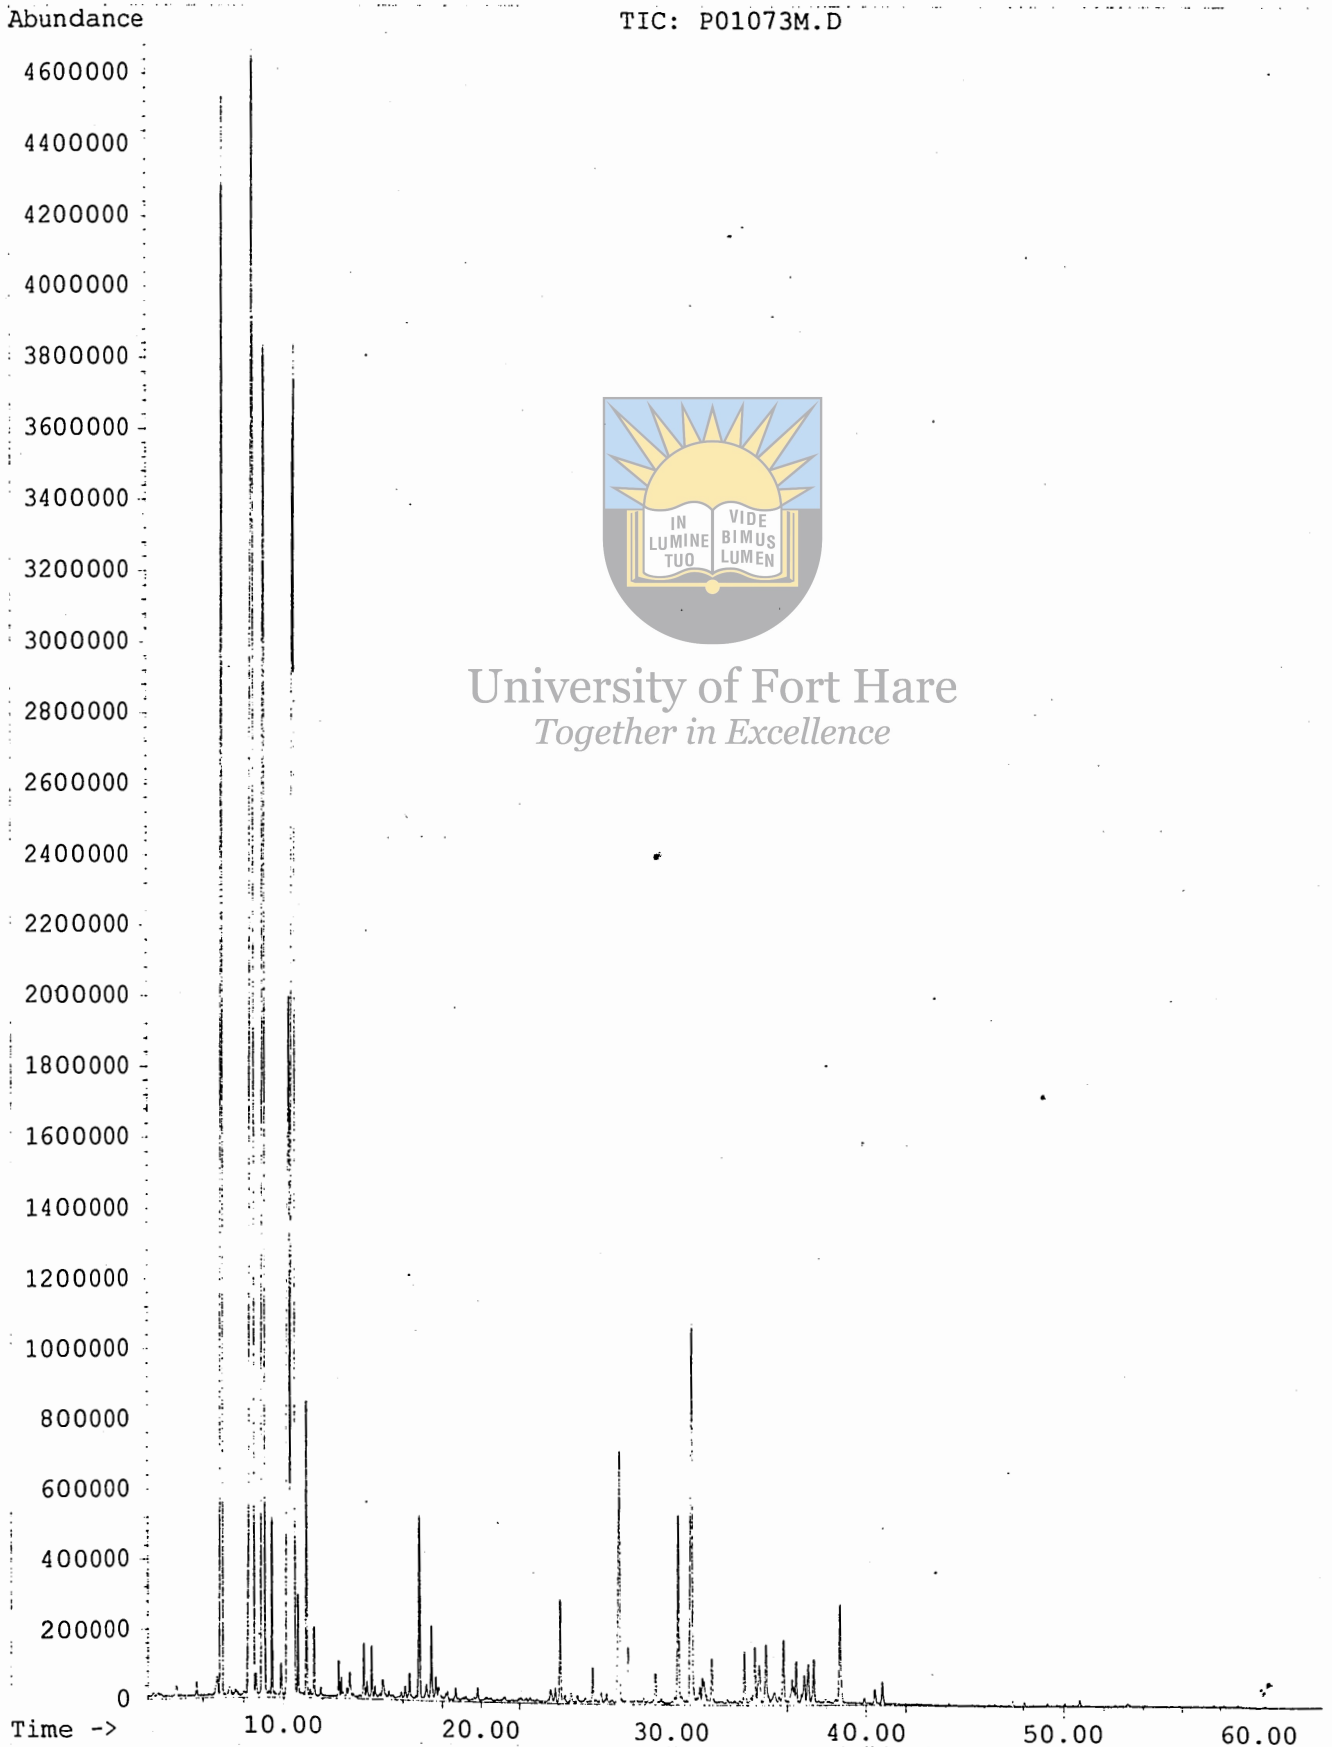 Abundance
TIC: P01073M.D
4600000
4400000
4200000
4000000
3800000
3600000
3400000
3200000
3000000
2800000
2600000
2400000
2200000
2000000
1800000
1600000
1400000
1200000
1000000
800000
600000
400000
200000
0
IN
LUMINE
TUO
VIDE
BIMUS
LUMEN
University of Fort Hare
Together in Excellence
Time -> 10.00 20.00 30.00 40.00 50.00 60.00